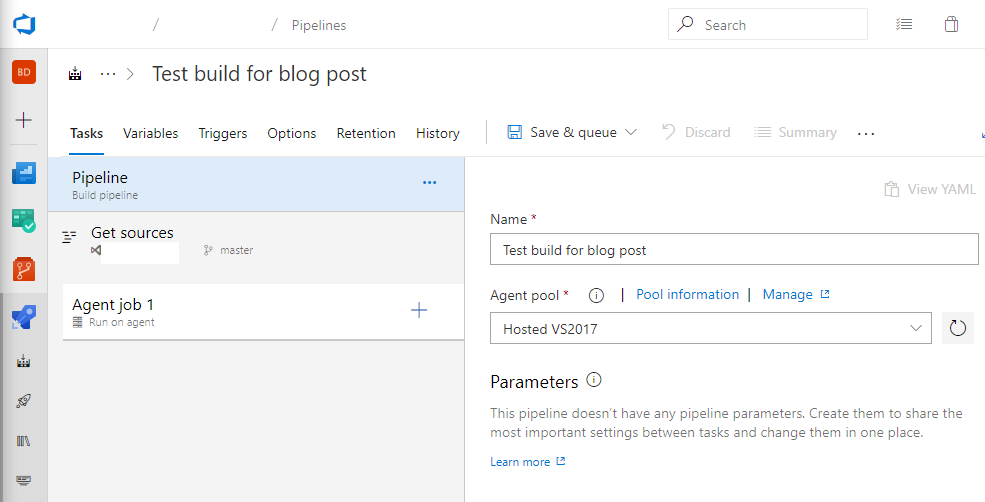 / / Pipelines
Search
BD
Test build for blog post
Tasks Variables Triggers Options Retention History Save & queue Discard Summary
Pipeline
Build pipeline
Get sources
master
Agent job 1
Run on agent
View YAML
Name *
Test build for blog post
Agent pool * | Pool information | Manage
Hosted VS2017
Parameters
This pipeline doesn't have any pipeline parameters. Create them to share the
most important settings between tasks and change them in one place.
Learn more